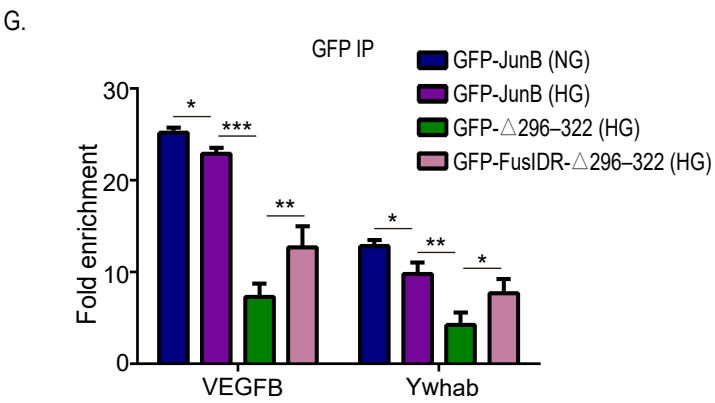 G.
GFP IP
GFP-JunB (NG)
GFP-JunB (HG)
GFP-△296–322 (HG)
GFP-FusIDR-△296–322 (HG)
Fold enrichment
30
20
10
0
*
***
**
*
**
*
VEGFB
Ywhab